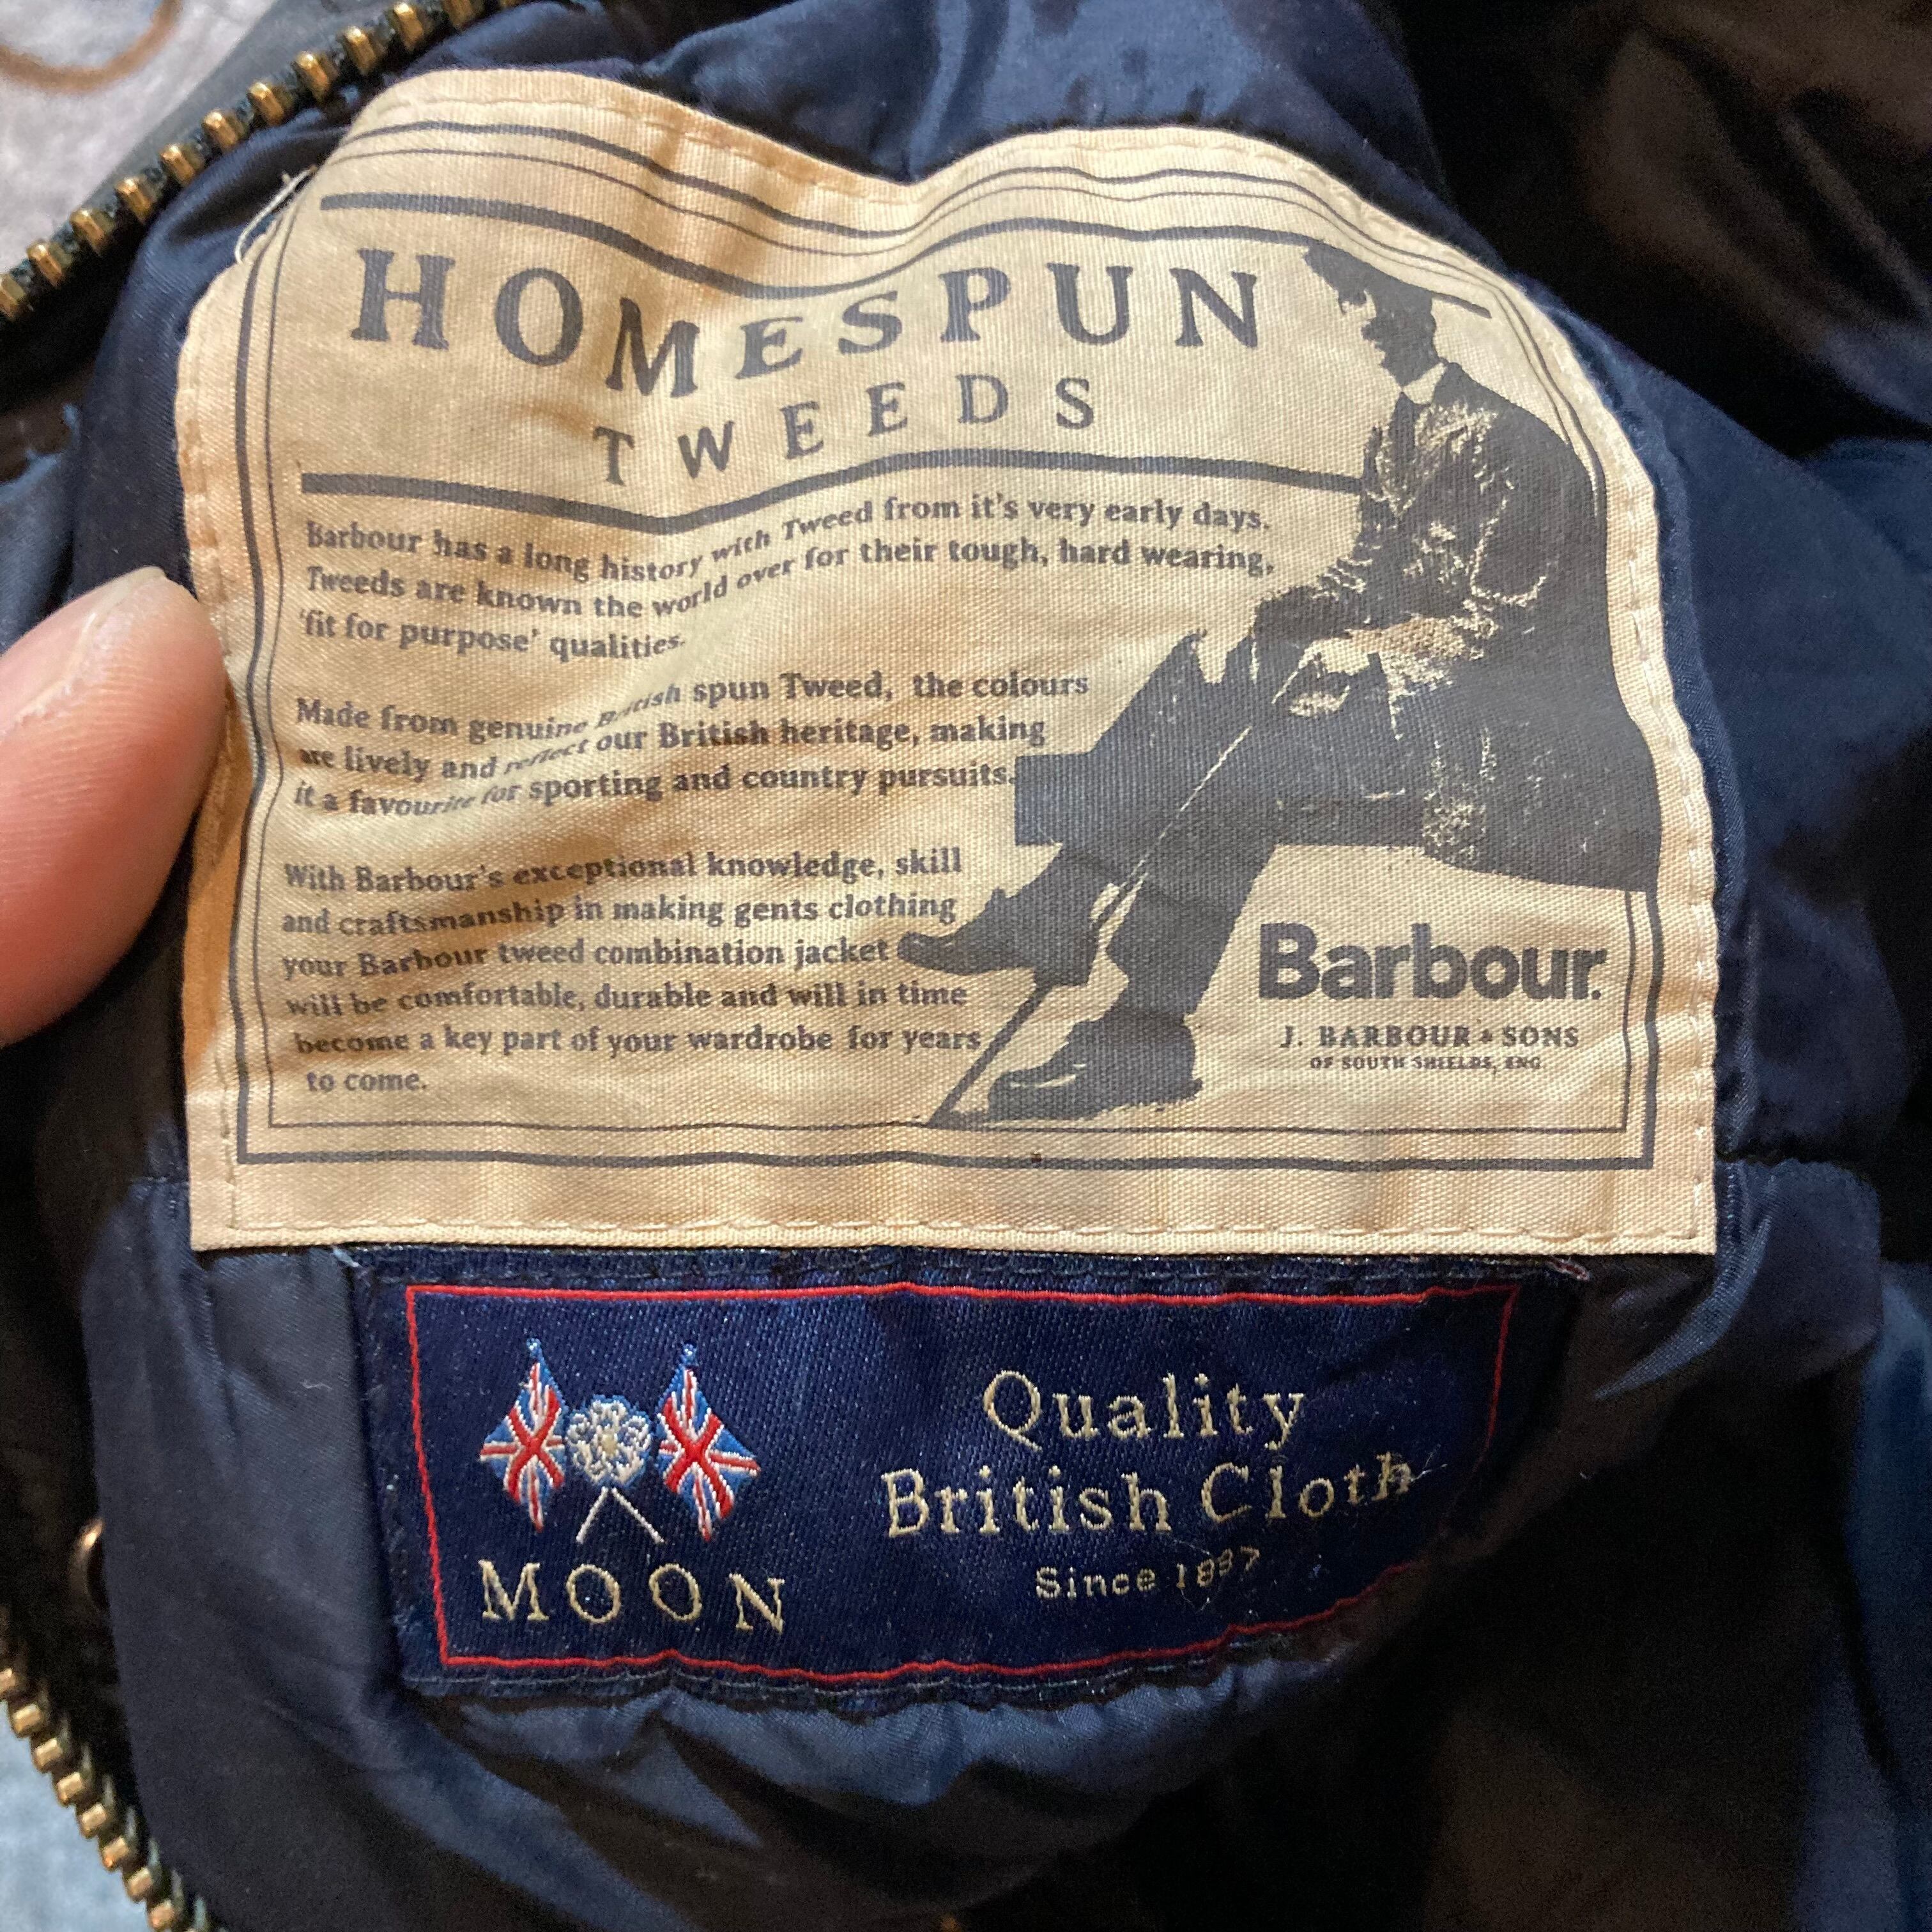 HOMESPUN
TWEEDS
Barbour has a long history with Tweed from it's very early days.
Tweeds are known the world over for their tough, hard wearing,
'fit for purpose' qualities.
Made from genuine British spun Tweed, the colours
are lively and reflect our British heritage, making
it a favourite for sporting and country pursuits.
With Barbour's exceptional knowledge, skill
and craftsmanship in making gents clothing
your Barbour tweed combination jacket
will be comfortable, durable and will in time
become a key part of your wardrobe for years
to come.
Barbour.
J. BARBOUR & SONS
OF SOUTH SHIELDS, ENG.
MOON
Quality
British Cloth
Since 1837